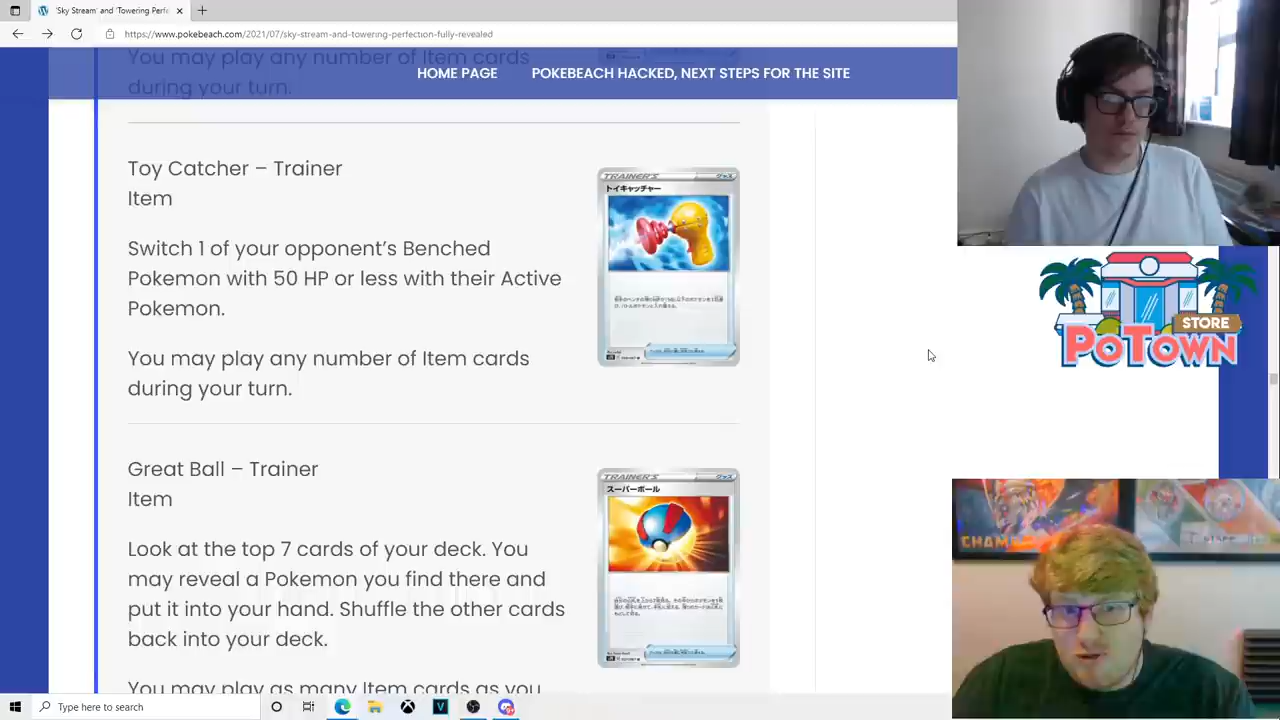 'Sky Stream' and 'Towering Perfe
https://www.pokebeach.com/2021/07/sky-stream-and-towering-perfection-fully-revealed
HOME PAGE
POKEBEACH HACKED, NEXT STEPS FOR THE SITE
You may play any number of Item cards
during your turn.
Toy Catcher – Trainer
Item
Switch 1 of your opponent's Benched
Pokemon with 50 HP or less with their Active
Pokemon.
You may play any number of Item cards
during your turn.
TRAINER'S
グッズ
トイキャッチャー
Great Ball – Trainer
Item
Look at the top 7 cards of your deck. You
may reveal a Pokemon you find there and
put it into your hand. Shuffle the other cards
back into your deck.
You may play as many Item cards as you
TRAINER'S
グッズ
スーパーボール
STORE
POTOWN
CHAMP
STAFF
Type here to search